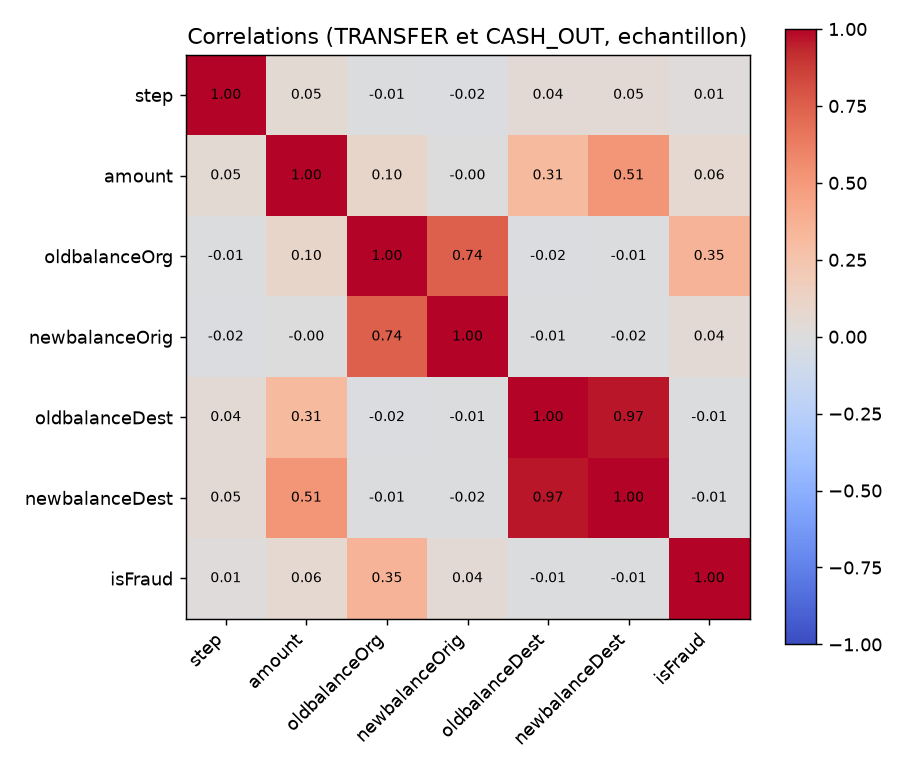 Correlations (TRANSFER et CASH_OUT, echantillon)
step 1.00 0.05 -0.01 -0.02 0.04 0.05 0.01
amount 0.05 1.00 0.10 -0.00 0.31 0.51 0.06
oldbalanceOrg -0.01 0.10 1.00 0.74 -0.02 -0.01 0.35
newbalanceOrig -0.02 -0.00 0.74 1.00 -0.01 -0.02 0.04
oldbalanceDest 0.04 0.31 -0.02 -0.01 1.00 0.97 -0.01
newbalanceDest 0.05 0.51 -0.01 -0.02 0.97 1.00 -0.01
isFraud 0.01 0.06 0.35 0.04 -0.01 -0.01 1.00
step amount oldbalanceOrg newbalanceOrig oldbalanceDest newbalanceDest isFraud
1.00
0.75
0.50
0.25
0.00
−0.25
−0.50
−0.75
−1.00